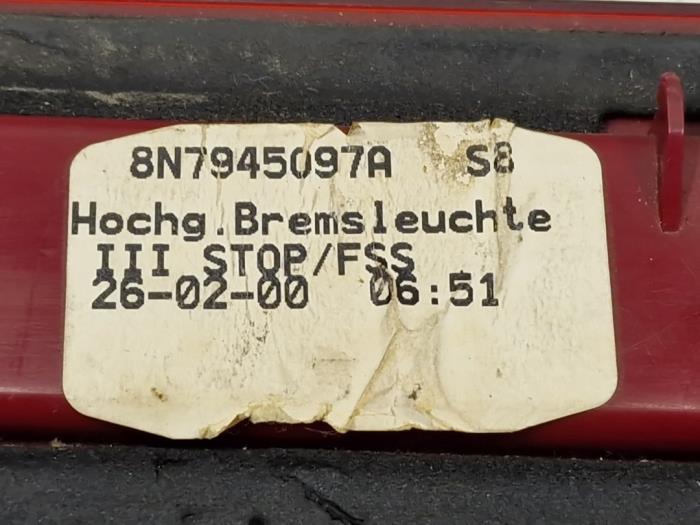 8N7945097A S8
Hochg.Bremsleuchte
III STOP/FSS
26-02-00 06:51